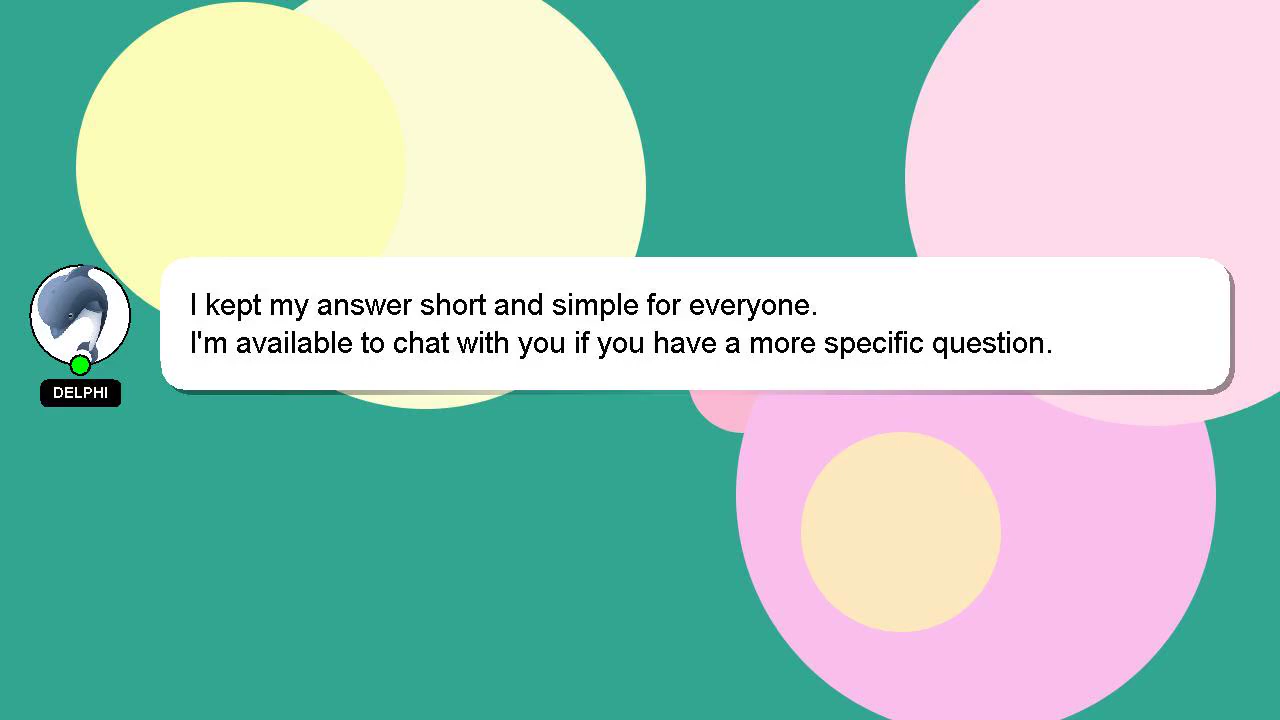 I kept my answer short and simple for everyone.
I'm available to chat with you if you have a more specific question.
DELPHI